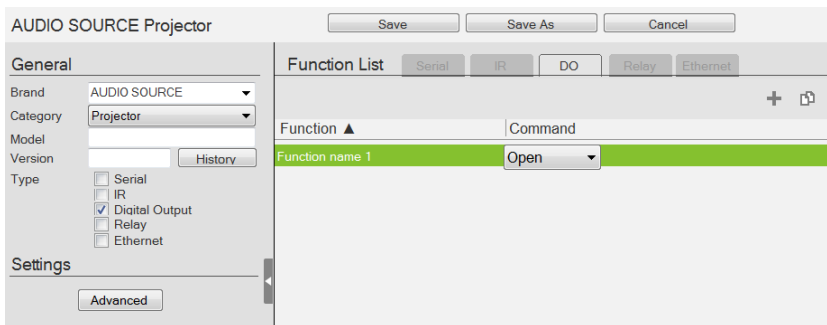 AUDIO SOURCE Projector
Save
Save As
Cancel
General
Brand
AUDIO SOURCE
Category
Projector
Model
Version
History
Type
Serial
IR
Digital Output
Relay
Ethernet
Settings
Advanced
Function List
Serial
IR
DO
Relay
Ethernet
Function ▲
Command
Function name 1
Open